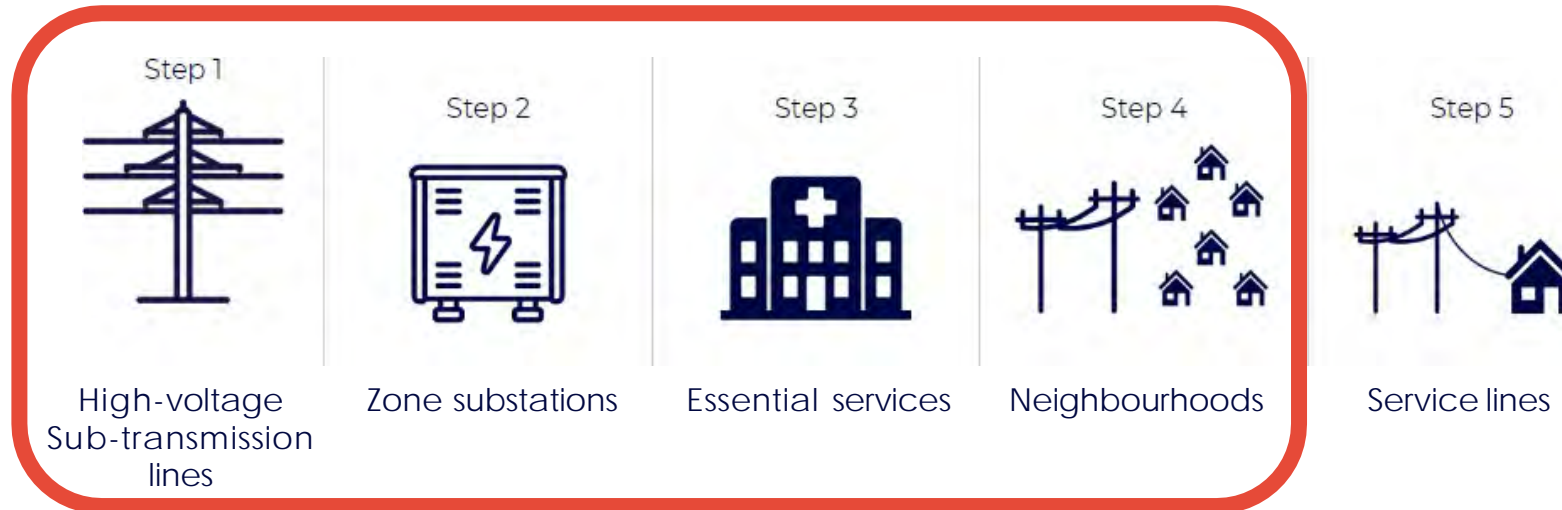 Step 1
Step 2
Step 3
Step 4
Step 5
High-voltage
Sub-transmission
lines
Zone substations
Essential services
Neighbourhoods
Service lines